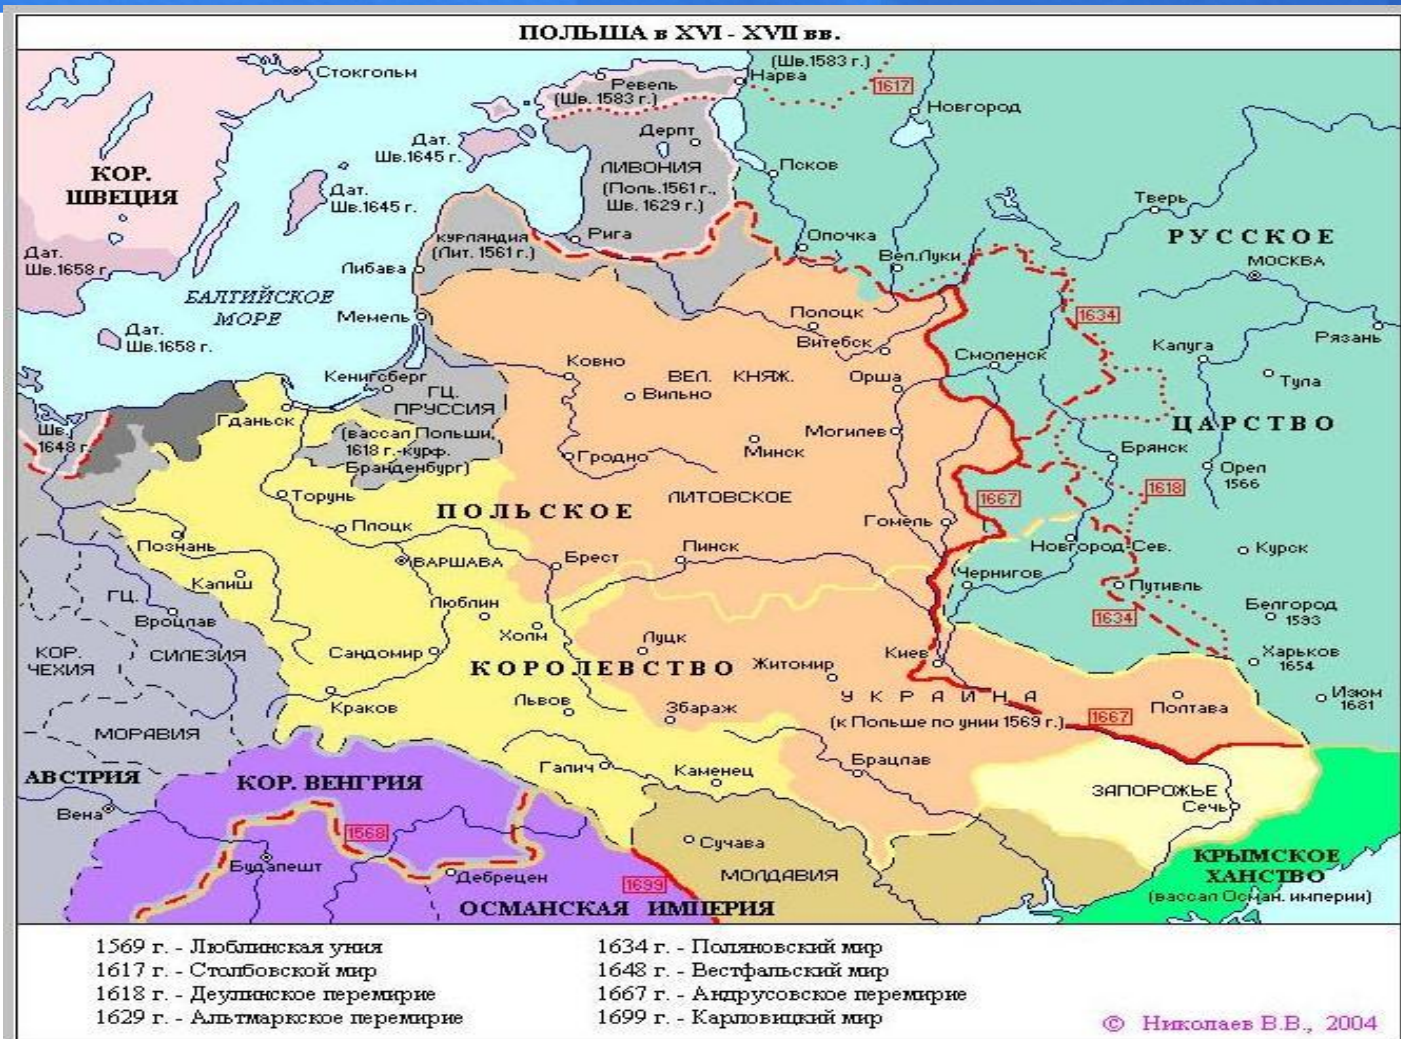 ПОЛЬША в XVI - XVII вв.
Стокгольм
Ревель
(Шв. 1583 г.)
(Шв.1583 г.)
Нарва
1617
Новгород
Дерпт
Дат.
Шв.1645 г.
ЛИВОНИЯ
(Поль.1561 г.,
Шв. 1629 г.)
Псков
КОР.
ШВЕЦИЯ
Дат.
Шв.1645 г.
Тверь
КУРЛЯНДИЯ
(Лит. 1561 г.)
Рига
Опочка
Вел.Луки
РУССКОЕ
МОСКВА
Дат.
Шв.1658 г.
Либава
БАЛТИЙСКОЕ
МОРЕ
Мемель
Полоцк
Витебск
1634
Рязань
Дат.
Шв.1658 г.
Смоленск
Калуга
Ковно
Кенигсберг
ВЕЛ. КНЯЖ.
Орша
Тула
ГЦ.
ПРУССИЯ
Вильно
Гданьск
(вассал Польши,
1618 г.-курф.
Бранденбург)
Шв.
1648 г.
Могилев
ЦАРСТВО
Минск
Брянск
Гродно
Орел
1566
Торунь
ЛИТОВСКОЕ
1667
1618
ПОЛЬСКОЕ
Плоцк
Гомель
Познань
ВАРШАВА
Брест
Пинск
Новгород-Сев.
Курск
Калиш
Чернигов
Путивль
ГЦ.
Вроцлав
Люблин
Белгород
1593
1634
Холм
Луцк
КОР.
ЧЕХИЯ
СИЛЕЗИЯ
Сандомир
КОРОЛЕВСТВО
Житомир
Киев
Харьков
1654
Краков
Львов
Збараж
УКРАИНА
(к Польше по унии 1569 г.)
1667
Полтава
Изюм
1681
МОРАВИЯ
АВСТРИЯ
КОР. ВЕНГРИЯ
Галич
Каменец
Брацлав
ЗАПОРОЖЬЕ
Сечь
Вена
1568
Сучава
Будапешт
Дебрецен
1699
МОЛДАВИЯ
КРЫМСКОЕ
ХАНСТВО
(вассал Осман. империи)
ОСМАНСКАЯ ИМПЕРИЯ
1569 г. - Люблинская уния
1617 г. - Столбовской мир
1618 г. - Деулинское перемирие
1629 г. - Альтмаркское перемирие
1634 г. - Поляновский мир
1648 г. - Вестфальский мир
1667 г. - Андрусовское перемирие
1699 г. - Карловицкий мир
© Николаев В.В., 2004